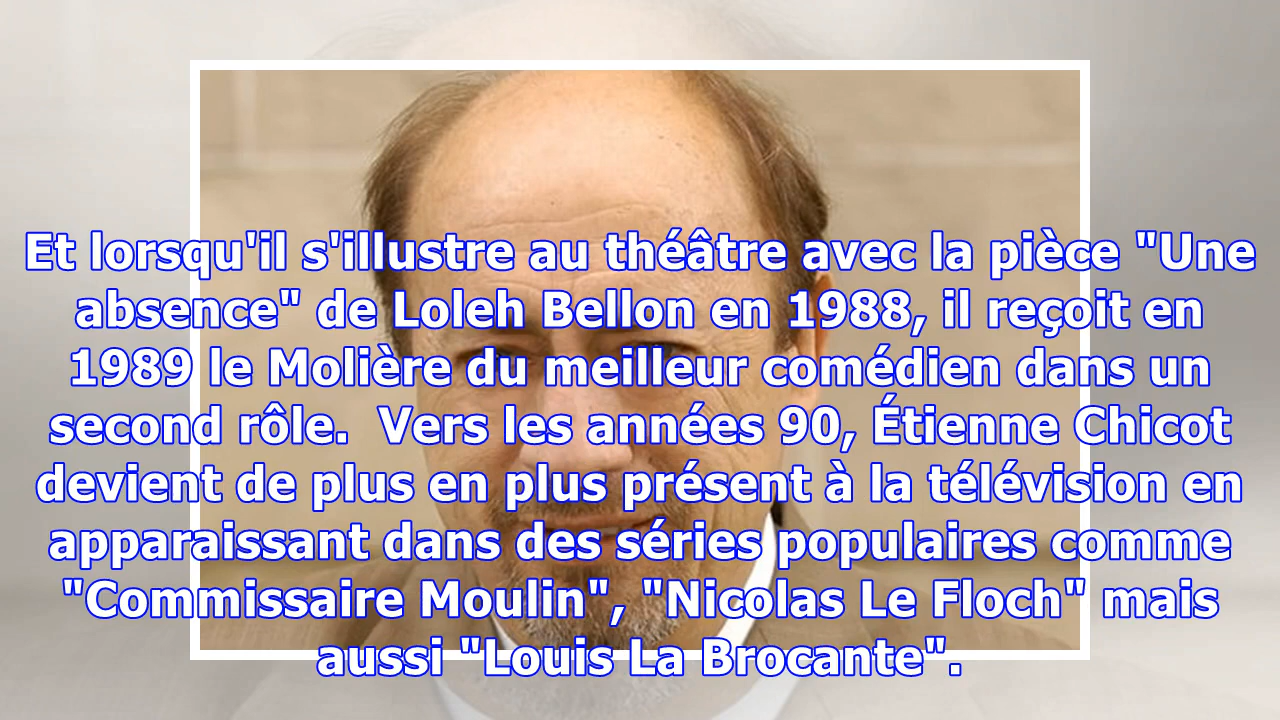 Et lorsqu'il s'illustre au théâtre avec la pièce "Une
absence" de Loleh Bellon en 1988, il reçoit en
1989 le Molière du meilleur comédien dans un
second rôle.  Vers les années 90, Étienne Chicot
devient de plus en plus présent à la télévision en
apparaissant dans des séries populaires comme
"Commissaire Moulin", "Nicolas Le Floch" mais
aussi "Louis La Brocante".